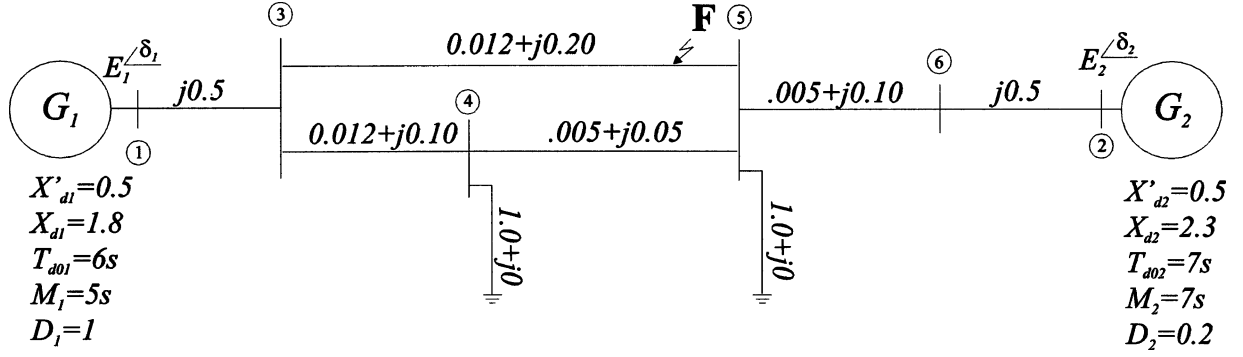 ③
F
⑤
0.012+j0.20
E₁∠δ₁
j0.5
G₁
④
⑥
E₂∠δ₂
.005+j0.10
j0.5
G₂
0.012+j0.10
.005+j0.05
①
②
1.0+j0
1.0+j0
X'd1=0.5
Xd1=1.8
Td01=6s
M₁=5s
D₁=1
X'd2=0.5
Xd2=2.3
Td02=7s
M₂=7s
D₂=0.2